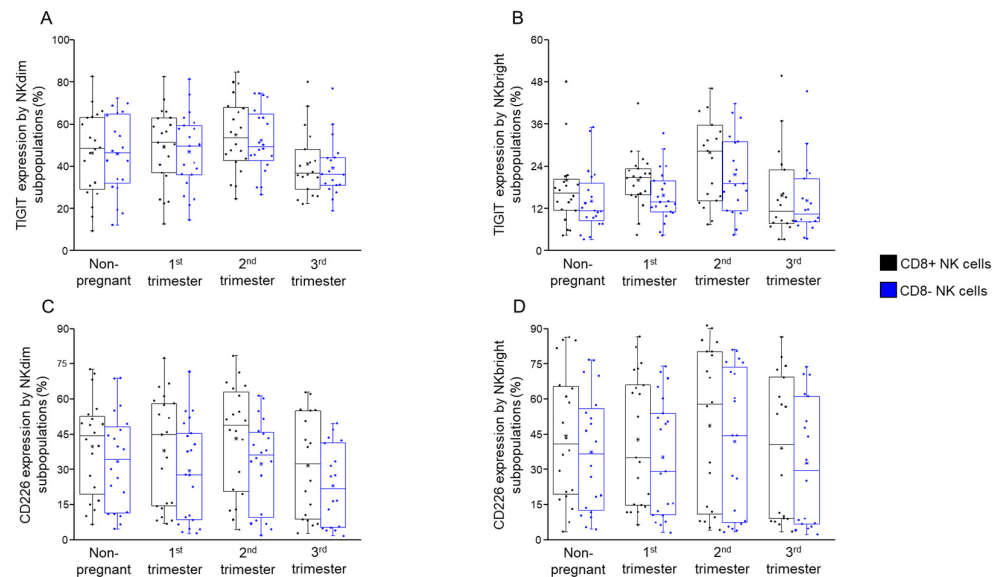 A
TIGIT expression by NKdim
subpopulations (%)
100
80
60
40
20
0
Non-
pregnant
1st
trimester
2nd
trimester
3rd
trimester
B
TIGIT expression by NKbright
subpopulations (%)
60
48
36
24
12
0
Non-
pregnant
1st
trimester
2nd
trimester
3rd
trimester
CD8+ NK cells
CD8- NK cells
C
CD226 expression by NKdim
subpopulations (%)
90
75
60
45
30
15
0
Non-
pregnant
1st
trimester
2nd
trimester
3rd
trimester
D
CD226 expression by NKbright
subpopulations (%)
90
75
60
45
30
15
0
Non-
pregnant
1st
trimester
2nd
trimester
3rd
trimester